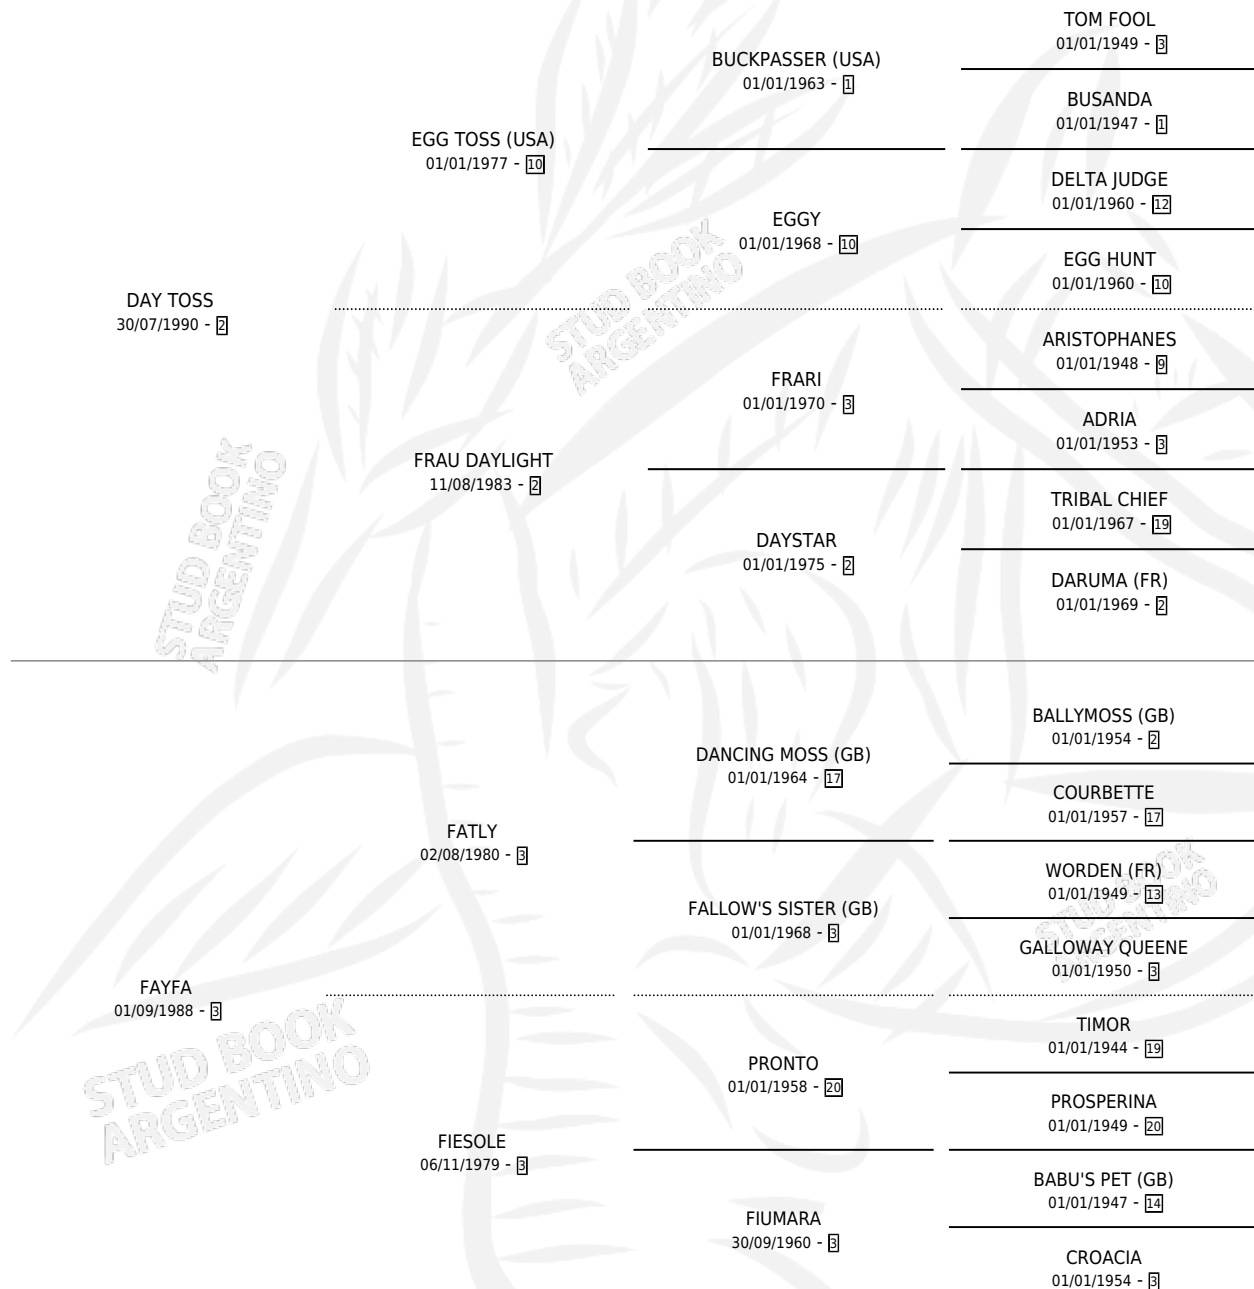 TOM FOOL
01/01/1949 - 3
BUCKPASSER (USA)
01/01/1963 - 1
BUSANDA
01/01/1947 - 1
EGG TOSS (USA)
01/01/1977 - 10
DELTA JUDGE
01/01/1960 - 12
EGGY
01/01/1968 - 10
EGG HUNT
01/01/1960 - 10
DAY TOSS
30/07/1990 - 2
ARISTOPHANES
01/01/1948 - 9
FRARI
01/01/1970 - 3
ADRIA
01/01/1953 - 3
FRAU DAYLIGHT
11/08/1983 - 2
TRIBAL CHIEF
01/01/1967 - 19
DAYSTAR
01/01/1975 - 2
DARUMA (FR)
01/01/1969 - 2
BALLYMOSS (GB)
01/01/1954 - 2
DANCING MOSS (GB)
01/01/1964 - 17
COURBETTE
01/01/1957 - 17
FATLY
02/08/1980 - 3
WORDEN (FR)
01/01/1949 - 13
FALLOW'S SISTER (GB)
01/01/1968 - 3
GALLOWAY QUEENE
01/01/1950 - 3
FAYFA
01/09/1988 - 3
TIMOR
01/01/1944 - 19
PRONTO
01/01/1958 - 20
PROSPERINA
01/01/1949 - 20
FIESOLE
06/11/1979 - 3
BABU'S PET (GB)
01/01/1947 - 14
FIUMARA
30/09/1960 - 3
CROACIA
01/01/1954 - 3
STUD BOOK
ARGENTINO
STUD BOOK
ARGENTINO
STUD BOOK
ARGENTINO
STUD BOOK
ARGENTINO